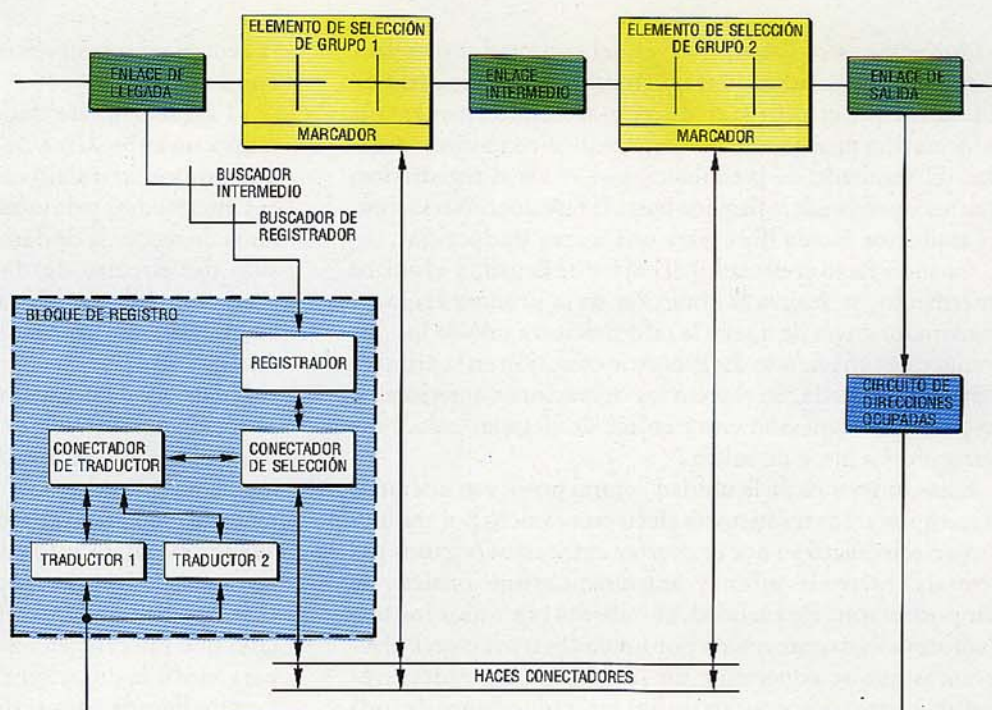 ELEMENTO DE SELECCIÓN
DE GRUPO 1
ELEMENTO DE SELECCIÓN
DE GRUPO 2
ENLACE DE
LLEGADA
ENLACE
INTERMEDIO
ENLACE DE
SALIDA
MARCADOR
MARCADOR
BUSCADOR
INTERMEDIO
BUSCADOR DE
REGISTRADOR
BLOQUE DE REGISTRO
REGISTRADOR
CIRCUITO DE
DIRECCIONES
OCUPADAS
CONECTADOR
DE TRADUCTOR
CONECTADOR
DE SELECCIÓN
TRADUCTOR 1
TRADUCTOR 2
HACES CONECTADORES